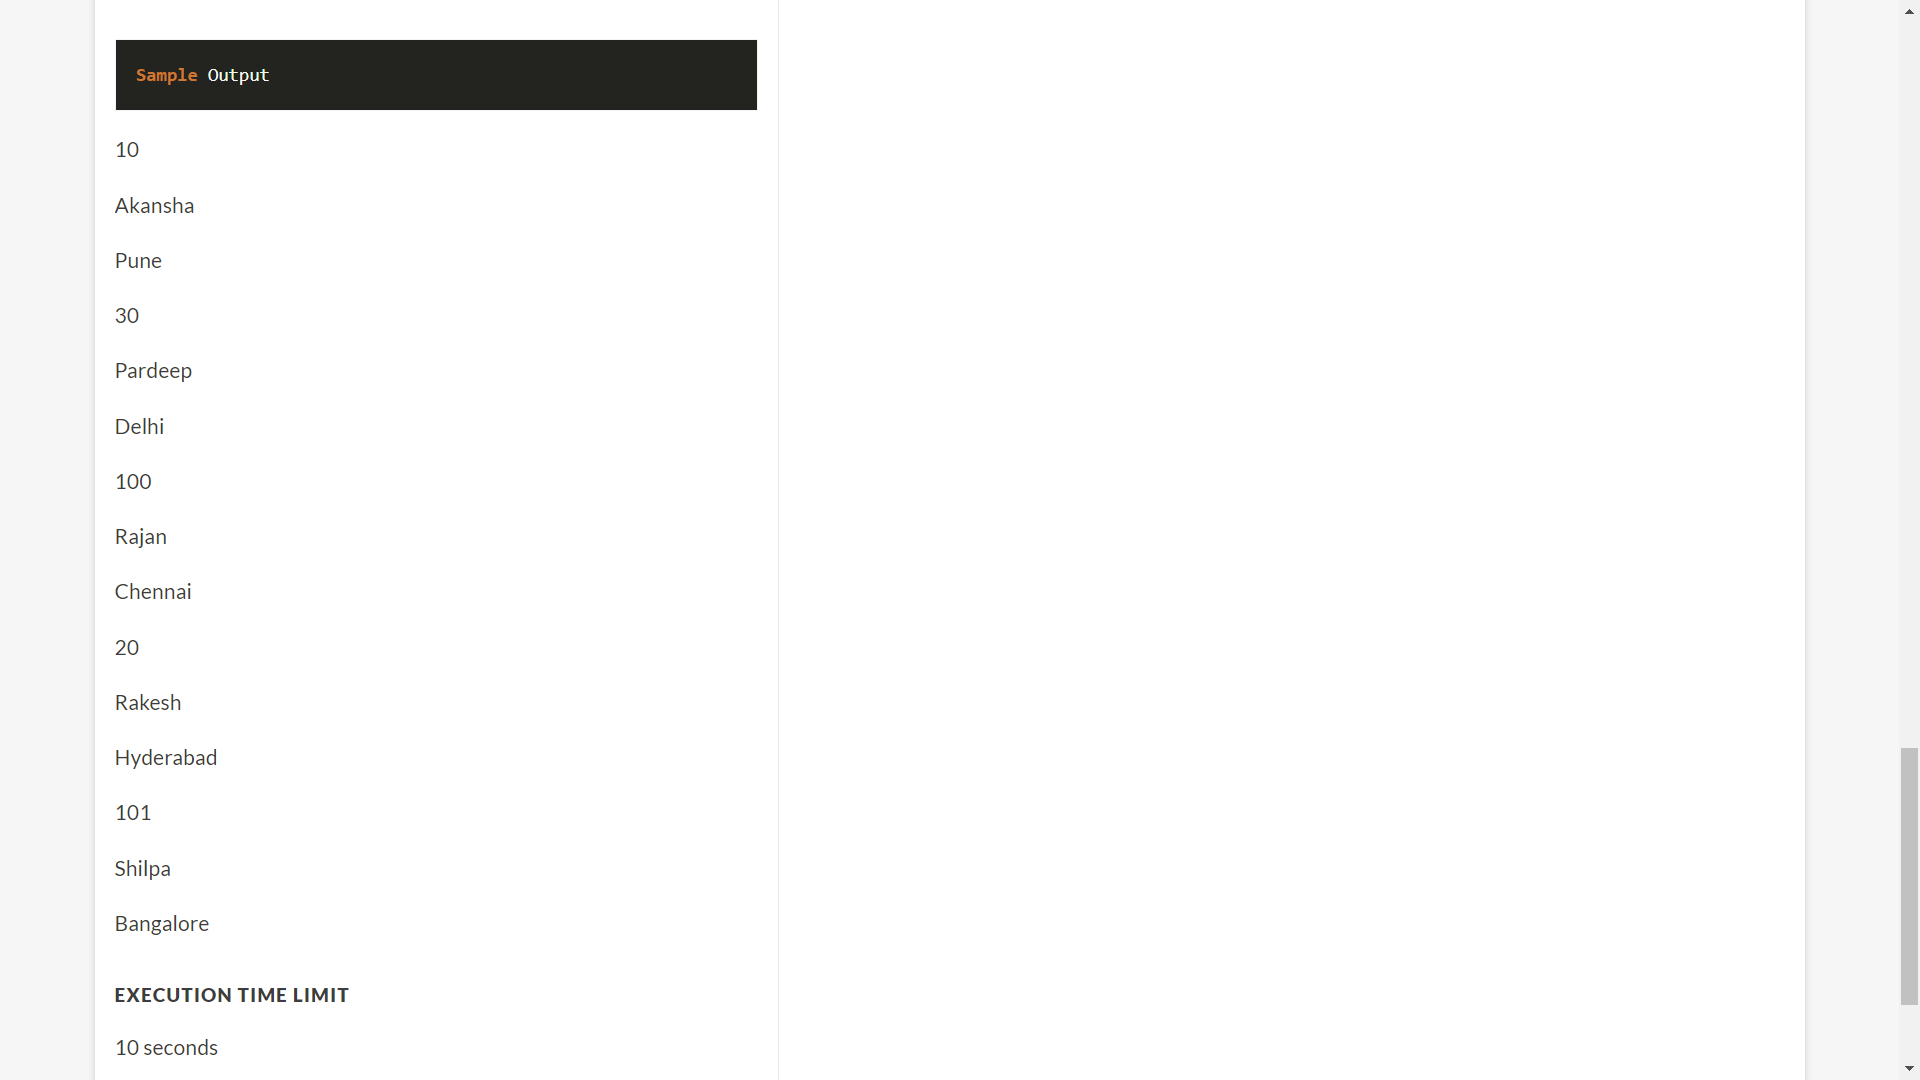 Sample Output
10
Akansha
Pune
30
Pardeep
Delhi
100
Rajan
Chennai
20
Rakesh
Hyderabad
101
Shilpa
Bangalore
EXECUTION TIME LIMIT
10 seconds